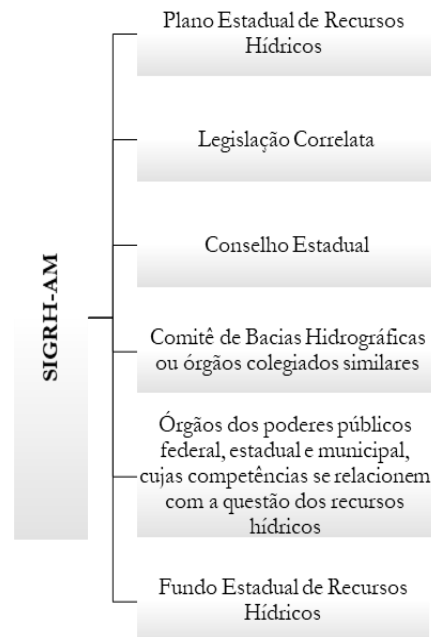 SIGRH-AM
Plano Estadual de Recursos
Hídricos
Legislação Correlata
Conselho Estadual
Comitê de Bacias Hidrográficas
ou órgãos colegiados similares
Órgãos dos poderes públicos
federal, estadual e municipal,
cujas competências se relacionem
com a questão dos recursos
hídricos
Fundo Estadual de Recursos
Hídricos